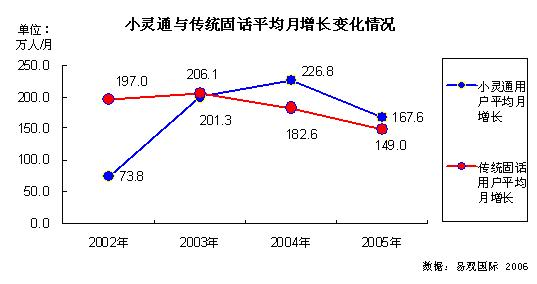 小灵通与传统固话平均月增长变化情况
单位：
万人/月
250.0
200.0
150.0
100.0
50.0
0.0
197.0
206.1
226.8
167.6
73.8
201.3
182.6
149.0
2002年
2003年
2004年
2005年
小灵通用
户平均月
增长
传统固话
用户平均
月增长
数据：易观国际 2006